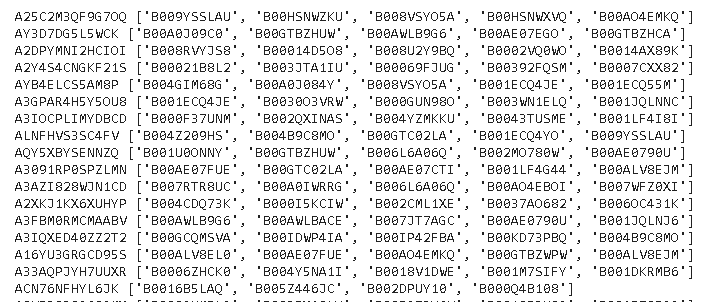 A25C2M3QF9G7OQ ['B009YSSLAU', 'B00HSNWZKU', 'B008VSYO5A', 'B00HSNWXVQ', 'B00AO4EMKQ']
AY3D7DG5L5WCK ['B00A0J09C0', 'B00GTBZHUW', 'B00AWLB9G6', 'B00AE07EGO', 'B00GTBZHCA']
A2DPYMNI2HCIOI ['B008RVYJS8', 'B00014D5O8', 'B008U2Y9BQ', 'B0002VQ0WO', 'B0014AX89K']
A2Y4S4CNGKF21S ['B00021B8L2', 'B003JTA1IU', 'B00069FJUG', 'B00392FQSM', 'B0007CXX82']
AYB4ELCS5AM8P ['B004GIM68G', 'B00A0J084Y', 'B008VSYO5A', 'B001ECQ4JE', 'B001ECQ55M']
A3GPAR4H5Y5OU8 ['B001ECQ4JE', 'B0030O3VRW', 'B000GUN98O', 'B003WN1ELQ', 'B001JQLNNC']
A3IOCPLIMYDBCD ['B000F37UNM', 'B002QXINAS', 'B004YZMKKU', 'B0043TUSME', 'B001LF4I8I']
ALNFHVS3SC4FV ['B004Z209HS', 'B004B9C8MO', 'B00GTC02LA', 'B001ECQ4YO', 'B009YSSLAU']
AQY5XBYSENNZQ ['B001U0ONNY', 'B00GTBZHUW', 'B006L6A06Q', 'B002MO780W', 'B00AE0790U']
A3091RP0SPZLMN ['B00AE07FUE', 'B00GTC02LA', 'B00AE07CTI', 'B001LF4G44', 'B00ALV8EJM']
A3AZI828WJN1CD ['B007RTR8UC', 'B00A0IWRRG', 'B006L6A06Q', 'B00AO4EBOI', 'B007WFZ0XI']
A2XKJ1KX6XUHYP ['B004CDQ73K', 'B000I5KCIW', 'B002CML1XE', 'B0037AO682', 'B006OC431K']
A3FBM0RMCMAABV ['B00AWLB9G6', 'B00AWLBACE', 'B007JT7AGC', 'B00AE0790U', 'B001JQLNJ6']
A3IQXED40ZZ2T2 ['B00GCQMSVA', 'B00IDWP4IA', 'B00IP42FBA', 'B00KD73PBQ', 'B004B9C8MO']
A16YU3GRGCD95S ['B00ALV8EL0', 'B00AE07FUE', 'B00AO4EMKQ', 'B00GTBZWPW', 'B00ALV8EJM']
A33AQPJYH7UUXR ['B0006ZHCK0', 'B004Y5NA1I', 'B0018V1DWE', 'B001M7SIFY', 'B001DKRMB6']
ACN76NFHYL6JK ['B0016B5LAQ', 'B005Z446JC', 'B002DPUY10', 'B000Q4B108']